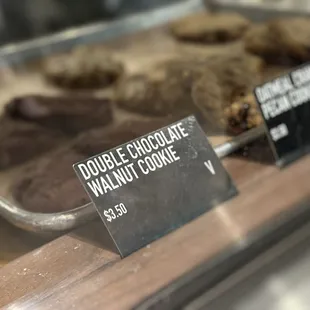 DOUBLE CHOCOLATE
WALNUT COOKIE
$3.50
V
OATMEAL
PECAN